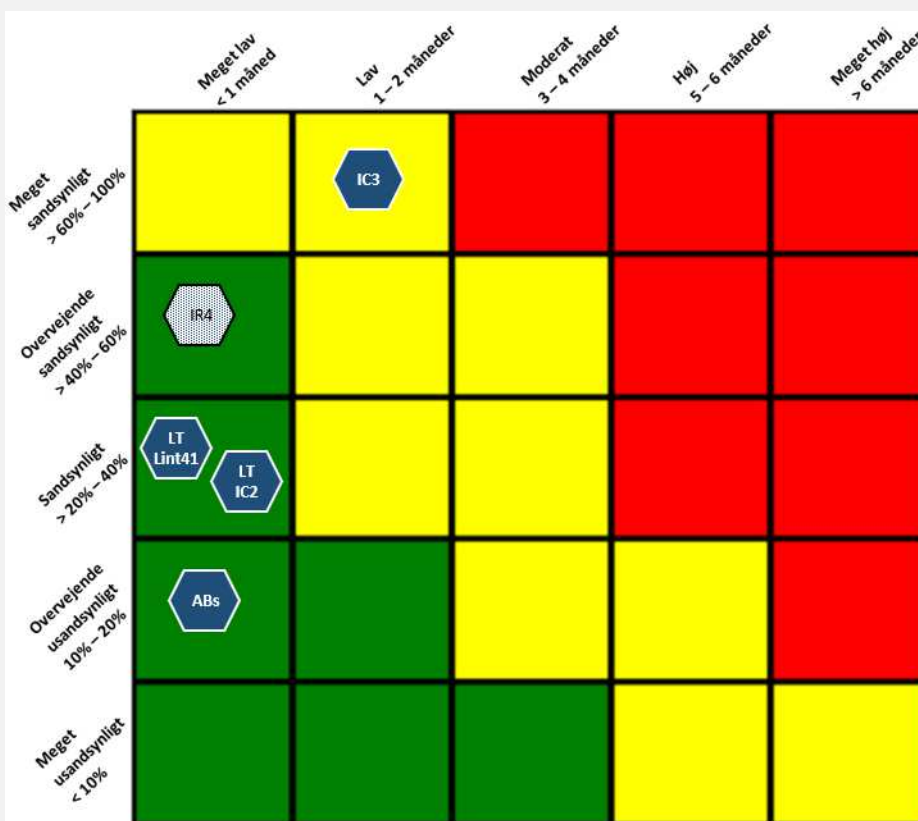 Meget lav
< 1 måned
Lav
1 – 2 måneder
Moderat
3 – 4 måneder
Høj
5 – 6 måneder
Meget høj
> 6 måneder
Meget
sandsynligt
> 60% – 100%
IC3
Overvejende
sandsynligt
> 40% – 60%
IR4
Sandsynligt
> 20% – 40%
LT
Lint41
LT
IC2
Overvejende
usandsynligt
10% – 20%
ABs
Meget
usandsynligt
< 10%